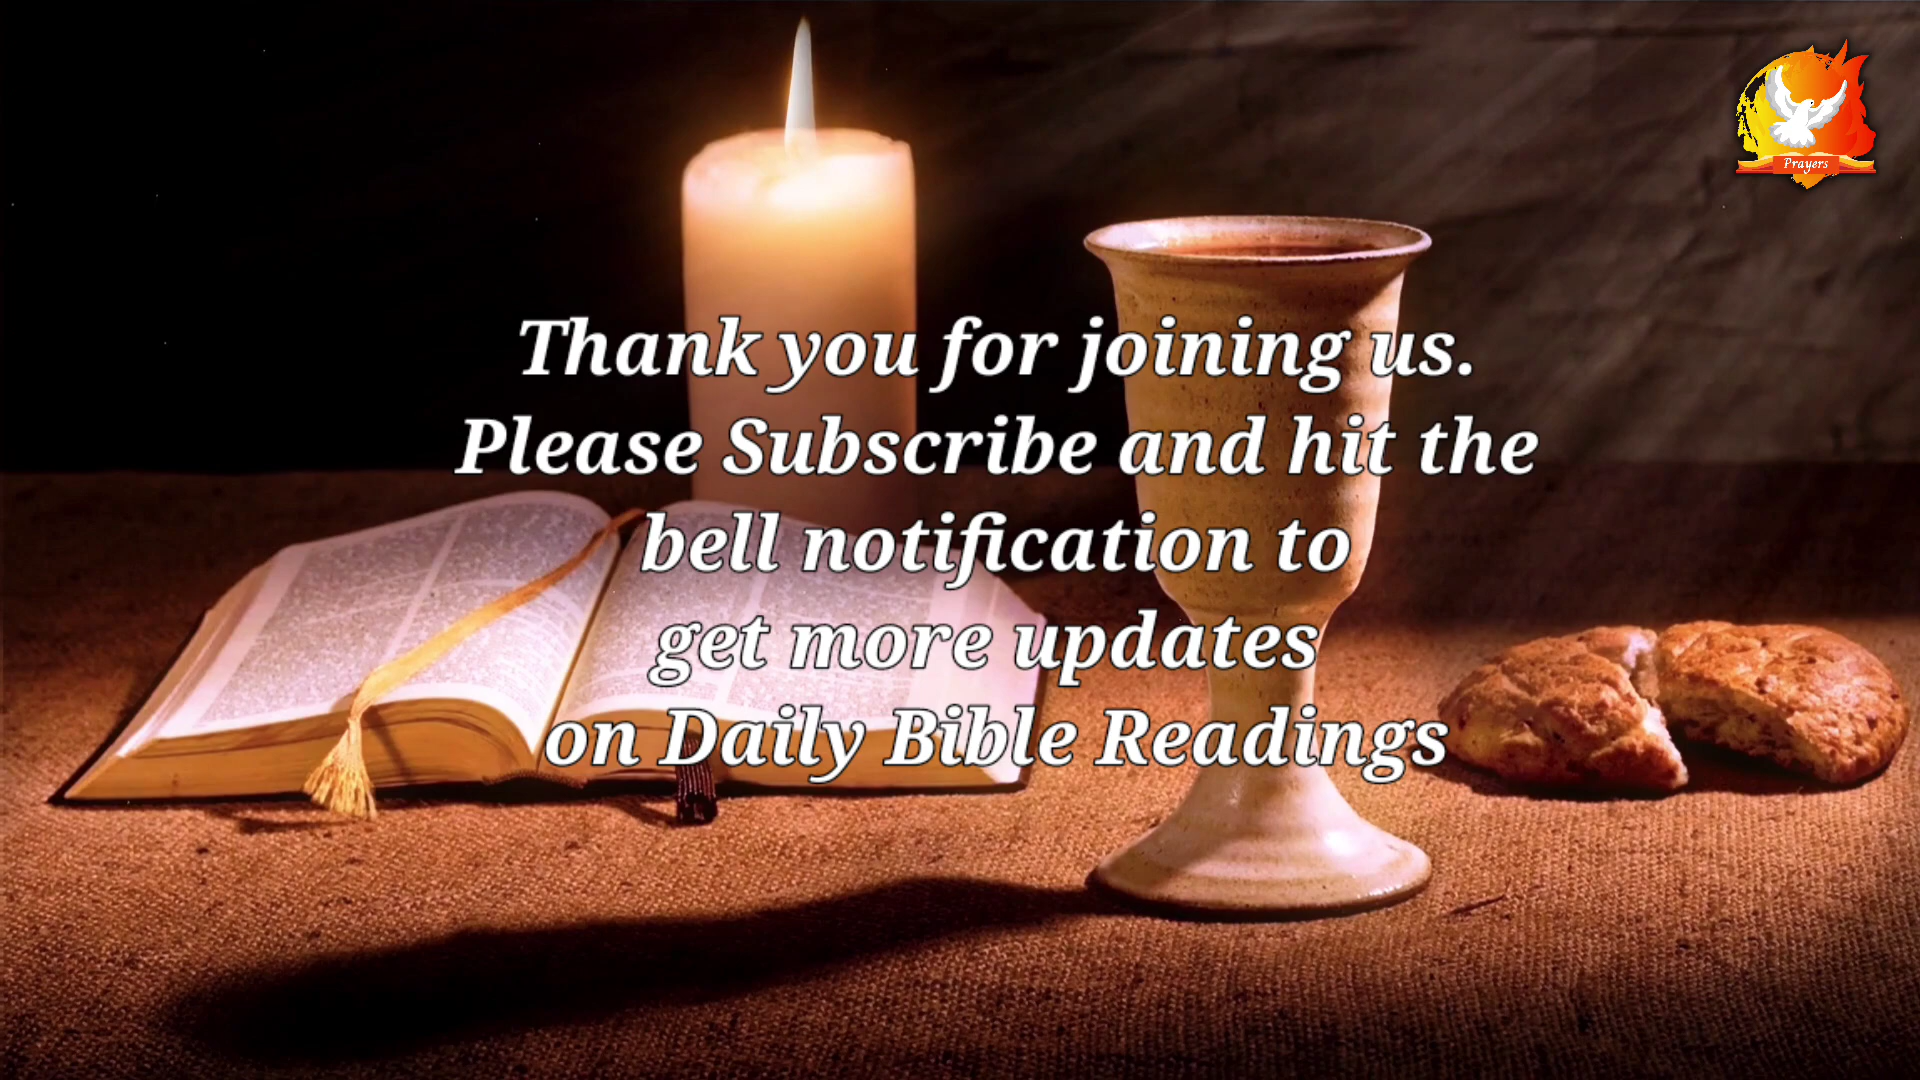 Prayers
Thank you for joining us.
Please Subscribe and hit the
bell notification to
get more updates
on Daily Bible Readings